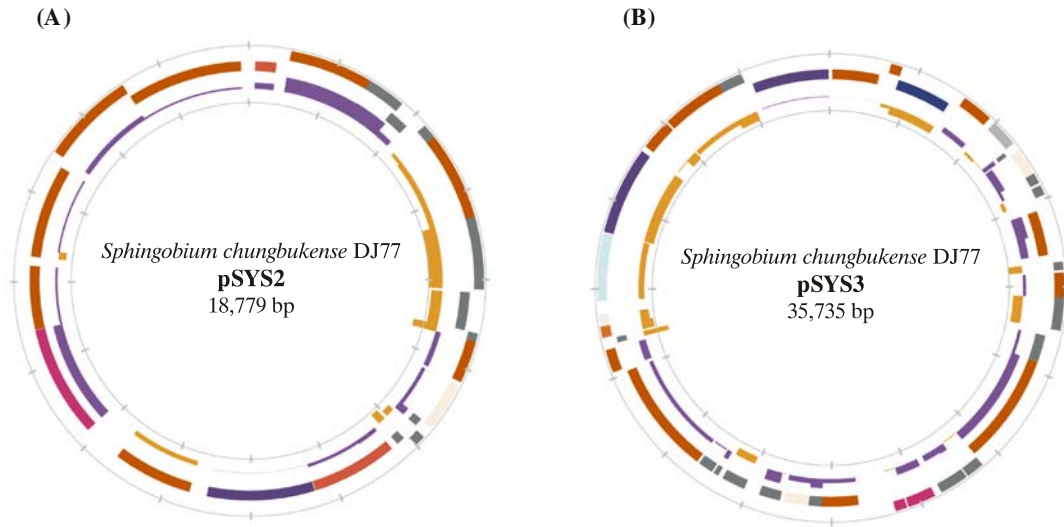 (A)
(B)
Sphingobium chungbukense DJ77
pSYS2
18,779 bp
Sphingobium chungbukense DJ77
pSYS3
35,735 bp